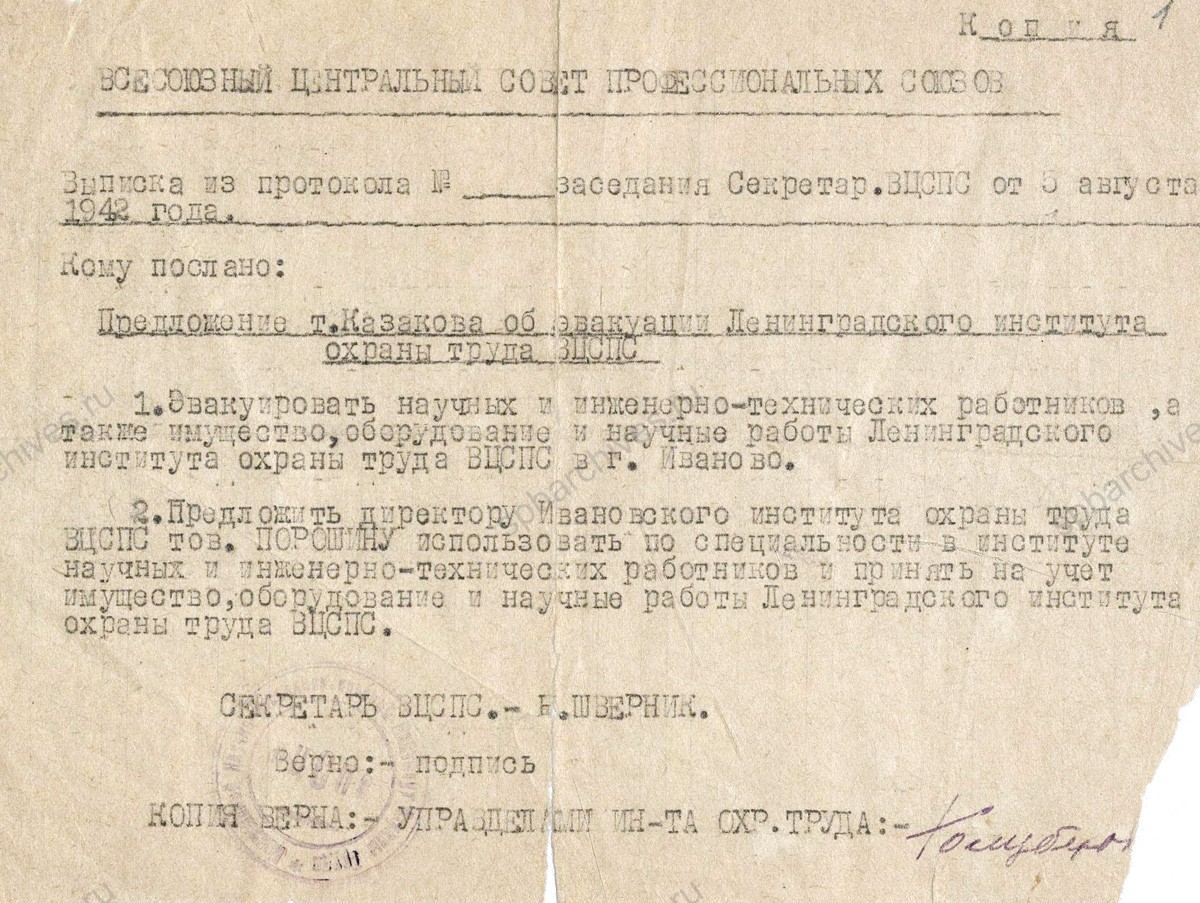 Копия 1
ВСЕСОЮЗНЫЙ ЦЕНТРАЛЬНЫЙ СОВЕТ ПРОФЕССИОНАЛЬНЫХ СОЮЗОВ
Выписка из протокола № ____ заседания Секретар.ВЦСПС от 5 августа
1942 года.
Кому послано:
Предложение т.Казакова об эвакуации Ленинградского института
охраны труда ВЦСПС
1.Эвакуировать научных и инженерно-технических работников ,а
также имущество,оборудование и научные работы Ленинградского
института охраны труда ВЦСПС в г. Иваново.
2.Предложить директору Ивановского института охраны труда
ВЦСПС тов. ПОРОШИНУ использовать по специальности в институте
научных и инженерно-технических работников и принять на учет
имущество,оборудование и научные работы Ленинградского института
охраны труда ВЦСПС.
СЕКРЕТАРЬ ВЦСПС.- Н.ШВЕРНИК.
Верно:- подпись
КОПИЯ ВЕРНА:- УПРАВДЕЛАМИ ИН-ТА ОХР.ТРУДА:-